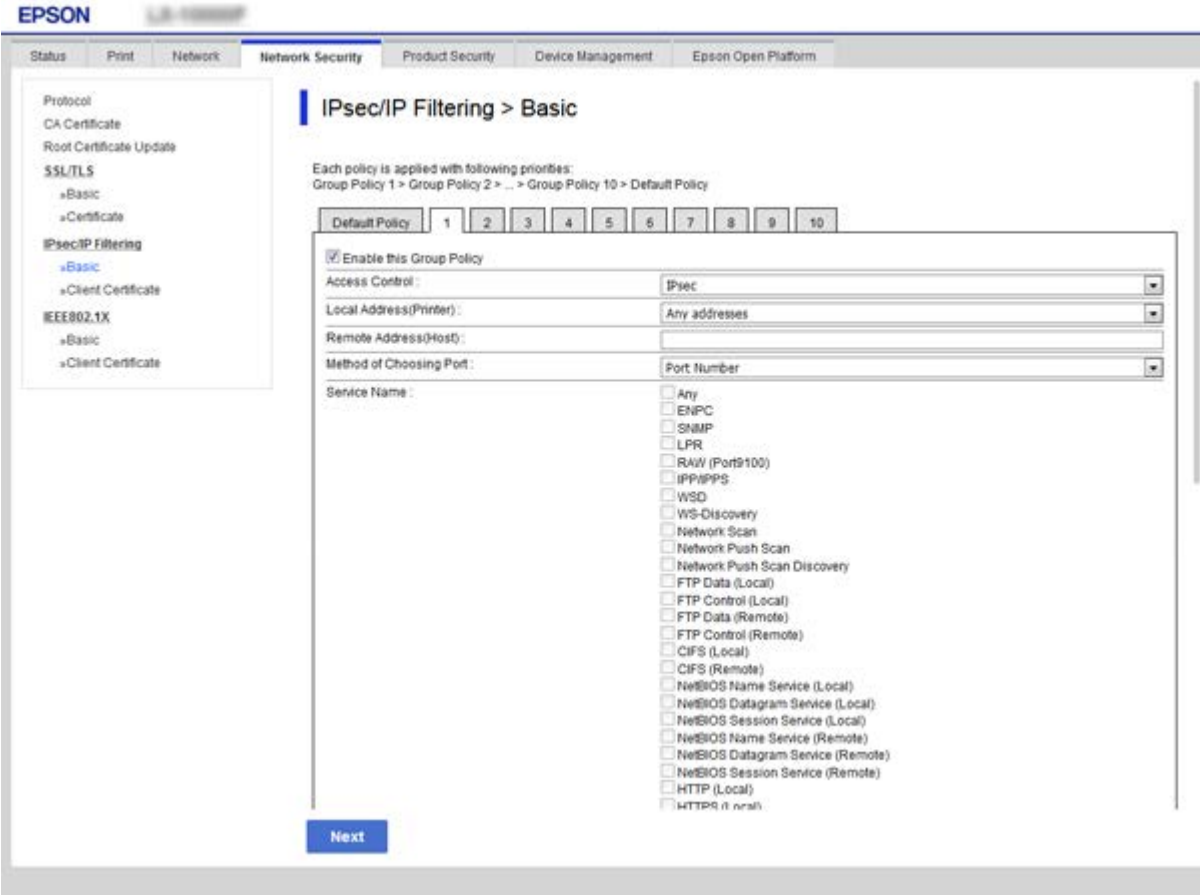 EPSON
Status Print Network Network Security Product Security Device Management Epson Open Platform
Protocol
CA Certificate
Root Certificate Update
SSL/TLS
»Basic
»Certificate
IPsec/IP Filtering
»Basic
»Client Certificate
IEEE802.1X
»Basic
»Client Certificate
IPsec/IP Filtering > Basic
Each policy is applied with following priorities:
Group Policy 1 > Group Policy 2 > ... > Group Policy 10 > Default Policy
Default Policy 1 2 3 4 5 6 7 8 9 10
Enable this Group Policy
Access Control : IPsec
Local Address(Printer) : Any addresses
Remote Address(Host) :
Method of Choosing Port : Port Number
Service Name : Any
ENPC
SNMP
LPR
RAW (Port9100)
IPP/IPPS
WSD
WS-Discovery
Network Scan
Network Push Scan
Network Push Scan Discovery
FTP Data (Local)
FTP Control (Local)
FTP Data (Remote)
FTP Control (Remote)
CIFS (Local)
CIFS (Remote)
NetBIOS Name Service (Local)
NetBIOS Datagram Service (Local)
NetBIOS Session Service (Local)
NetBIOS Name Service (Remote)
NetBIOS Datagram Service (Remote)
NetBIOS Session Service (Remote)
HTTP (Local)
HTTPS (Local)
Next